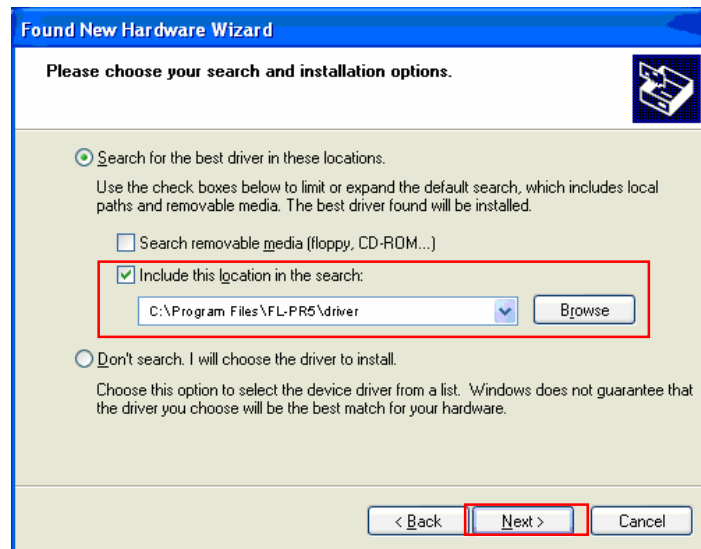 Found New Hardware Wizard
Please choose your search and installation options.
Search for the best driver in these locations.
Use the check boxes below to limit or expand the default search, which includes local
paths and removable media. The best driver found will be installed.
Search removable media (floppy, CD-ROM...)
Include this location in the search:
C:\Program Files\FL-PR5\driver
Browse
Don't search. I will choose the driver to install.
Choose this option to select the device driver from a list. Windows does not guarantee that
the driver you choose will be the best match for your hardware.
< Back Next > Cancel